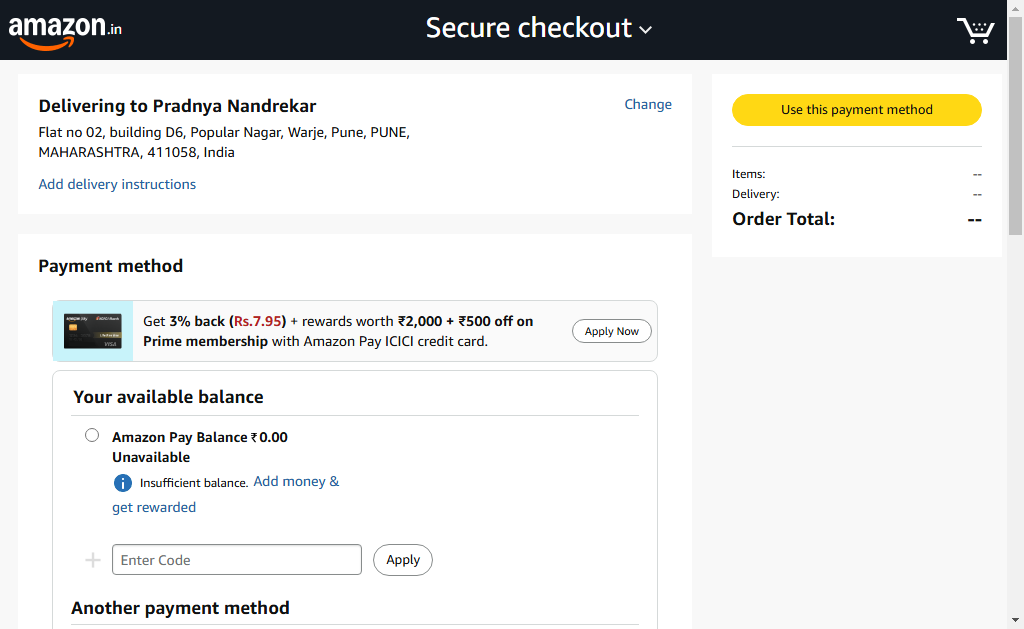 amazon.in
Secure checkout
Delivering to Pradnya Nandrekar
Change
Flat no 02, building D6, Popular Nagar, Warje, Pune, PUNE,
MAHARASHTRA, 411058, India
Add delivery instructions
Use this payment method
Items: --
Delivery: --
Order Total: --
Payment method
Get 3% back (Rs.7.95) + rewards worth ₹2,000 + ₹500 off on
Prime membership with Amazon Pay ICICI credit card.
Apply Now
Your available balance
Amazon Pay Balance ₹0.00
Unavailable
Insufficient balance. Add money &
get rewarded
Enter Code
Apply
Another payment method